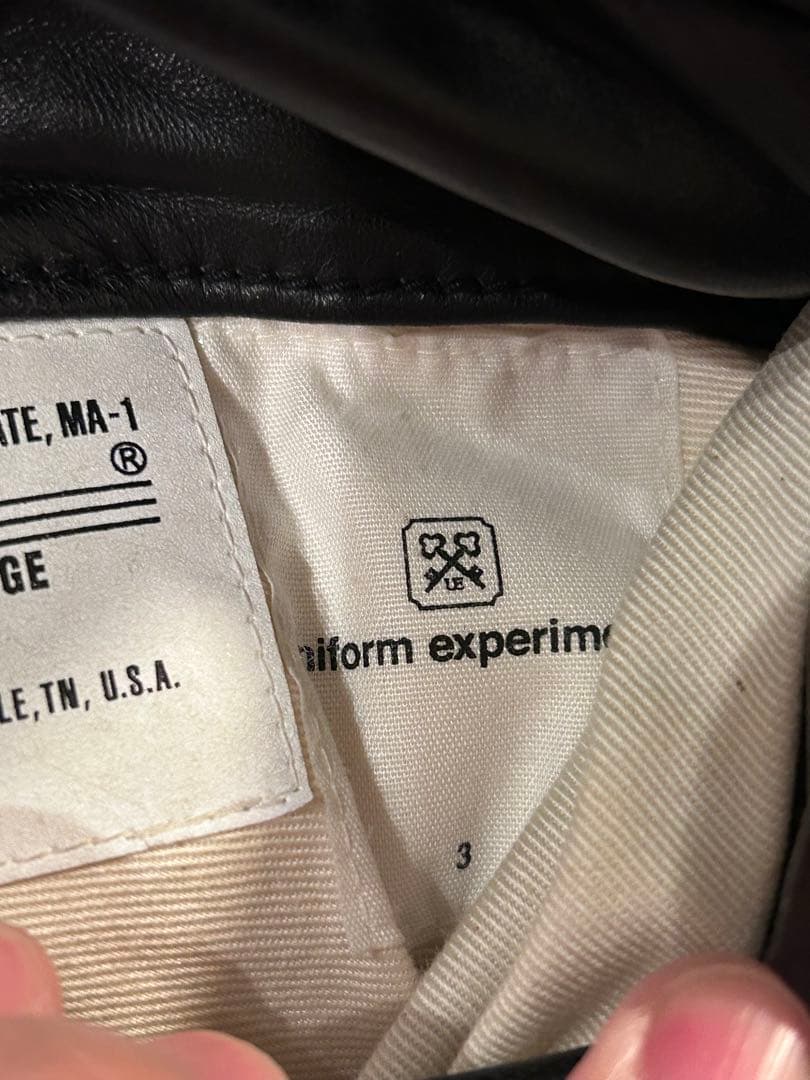 ATE, MA-1
®
GE
LE, TN, U.S.A.
UE
niform experime
3